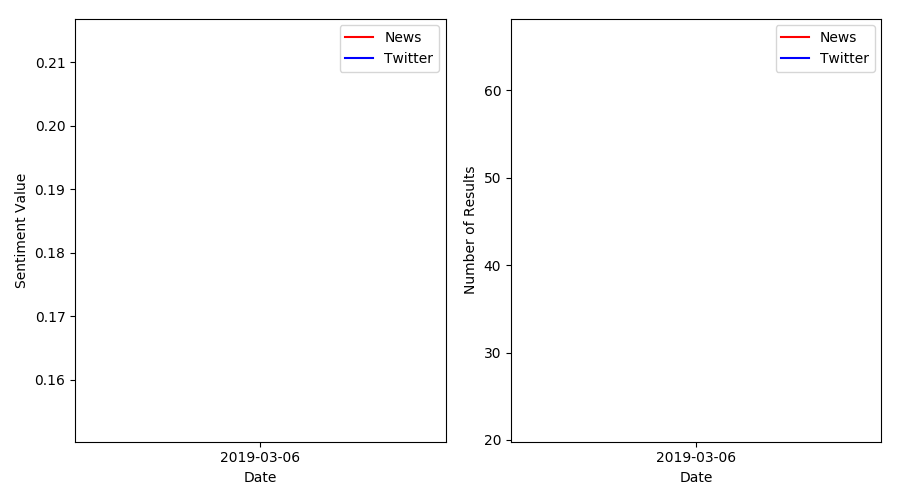 News
Twitter
0.21
0.20
0.19
0.18
0.17
0.16
Sentiment Value
2019-03-06
Date
News
Twitter
60
50
40
30
20
Number of Results
2019-03-06
Date